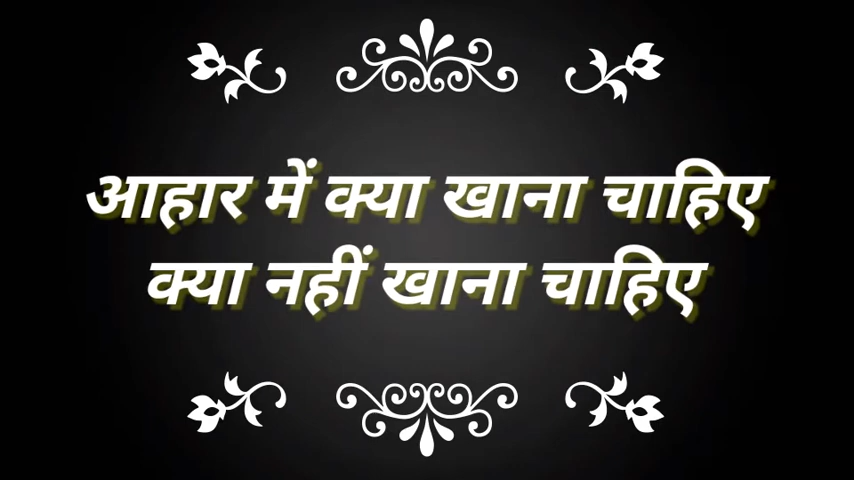 आहार में क्या खाना चाहिए
क्या नहीं खाना चाहिए